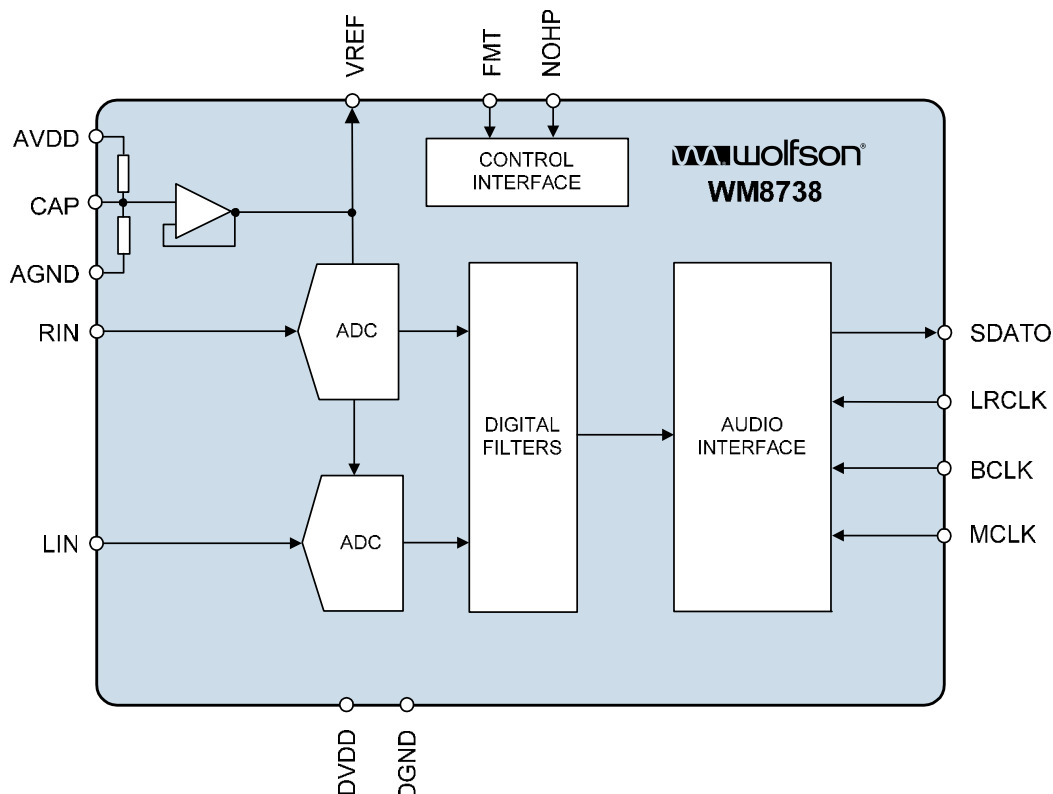 VREF
FMT
NOHP
AVDD
CAP
AGND
RIN
LIN
CONTROL
INTERFACE
wolfson®
WM8738
ADC
ADC
DIGITAL
FILTERS
AUDIO
INTERFACE
SDATO
LRCLK
BCLK
MCLK
DVDD
DGND